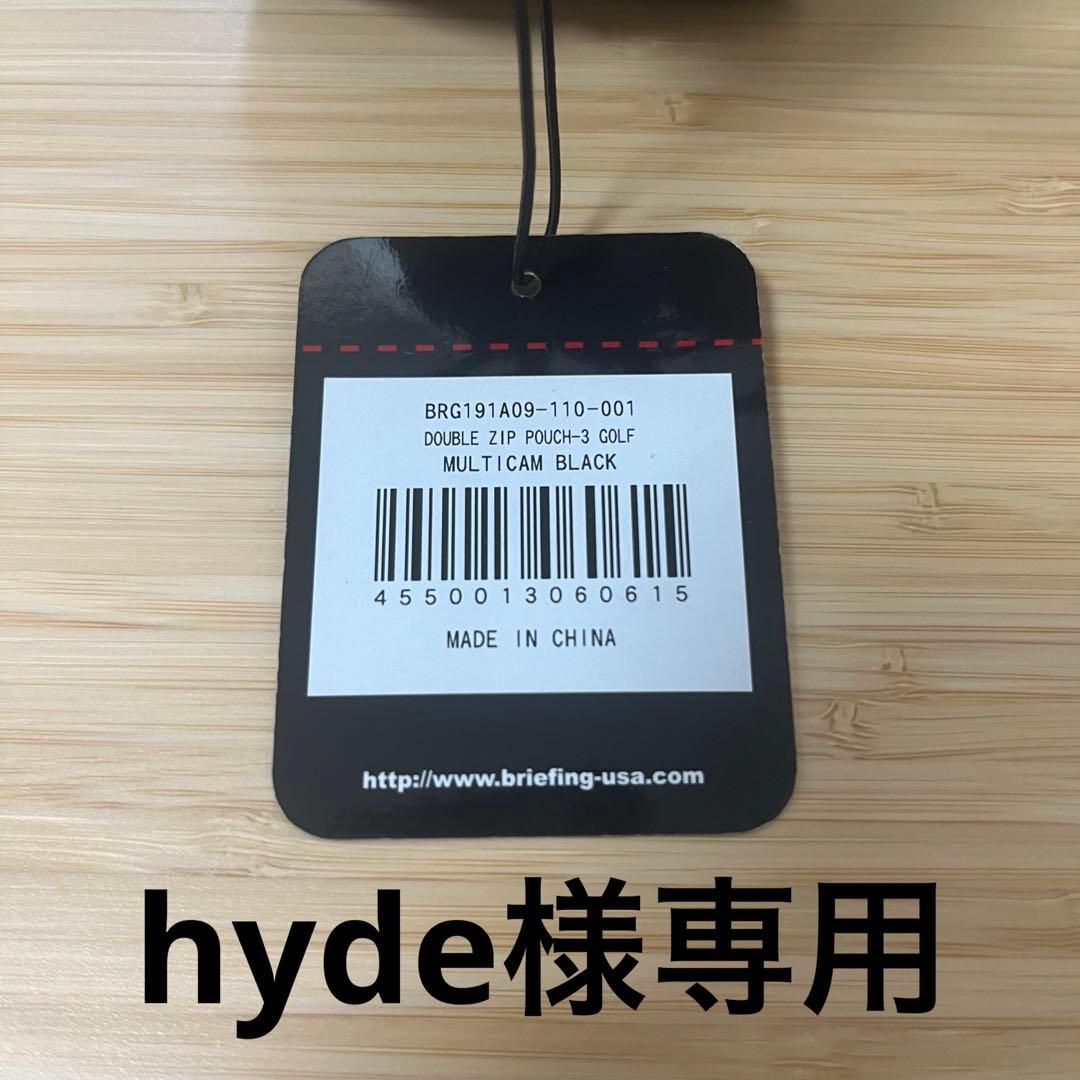 BRG191A09-110-001
DOUBLE ZIP POUCH-3 GOLF
MULTICAM BLACK
4550013060615
MADE IN CHINA
http://www.briefing-usa.com
hyde様専用